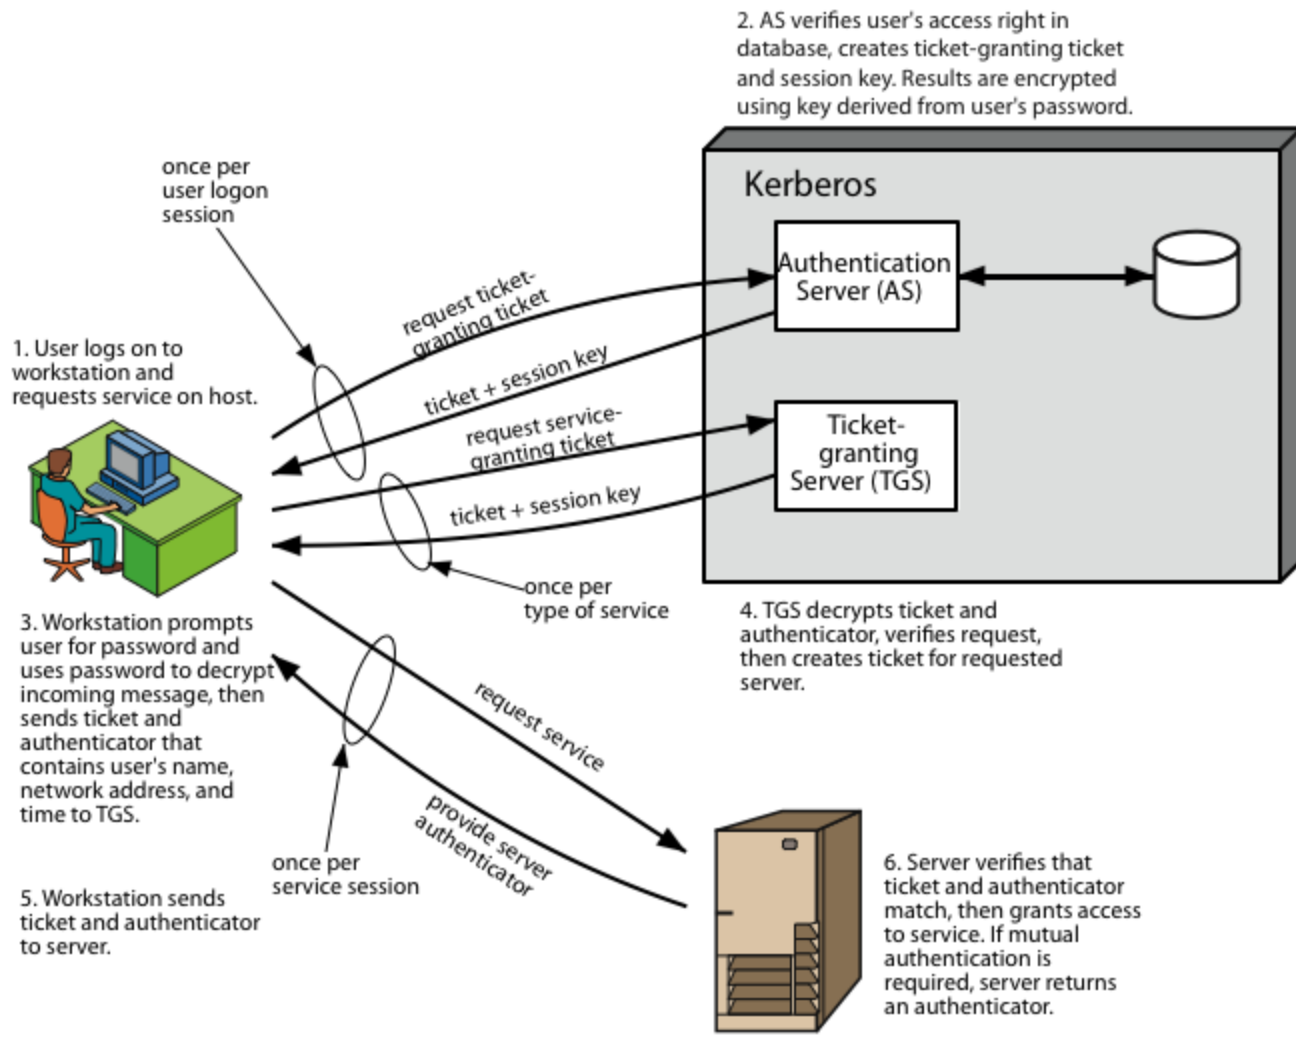 2. AS verifies user's access right in
database, creates ticket-granting ticket
and session key. Results are encrypted
using key derived from user's password.
once per
user logon
session
Kerberos
Authentication
Server (AS)
request ticket-
granting ticket
1. User logs on to
workstation and
requests service on host.
ticket + session key
request service-
granting ticket
Ticket-
granting
Server (TGS)
ticket + session key
once per
type of service
3. Workstation prompts
user for password and
uses password to decrypt
incoming message, then
sends ticket and
authenticator that
contains user's name,
network address, and
time to TGS.
4. TGS decrypts ticket and
authenticator, verifies request,
then creates ticket for requested
server.
request service
provide server
authenticator
once per
service session
5. Workstation sends
ticket and authenticator
to server.
6. Server verifies that
ticket and authenticator
match, then grants access
to service. If mutual
authentication is
required, server returns
an authenticator.